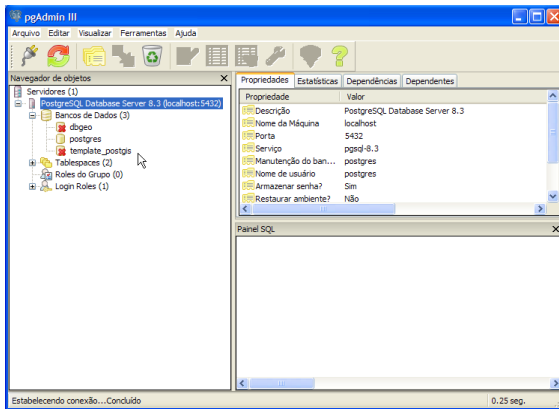 pgAdmin III
Arquivo Editar Visualizar Ferramentas Ajuda
Navegador de objetos
Servidores (1)
PostgreSQL Database Server 8.3 (localhost:5432)
Bancos de Dados (3)
dbgeo
postgres
template_postgis
Tablespaces (2)
Roles do Grupo (0)
Login Roles (1)
Propriedades Estatísticas Dependências Dependentes
Propriedade Valor
Descrição PostgreSQL Database Server 8.3
Nome da Máquina localhost
Porta 5432
Serviço pgsql-8.3
Manutenção do ban... postgres
Nome de usuário postgres
Armazenar senha? Sim
Restaurar ambiente? Não
Painel SQL
Estabelecendo conexão...Concluído 0.25 seg.